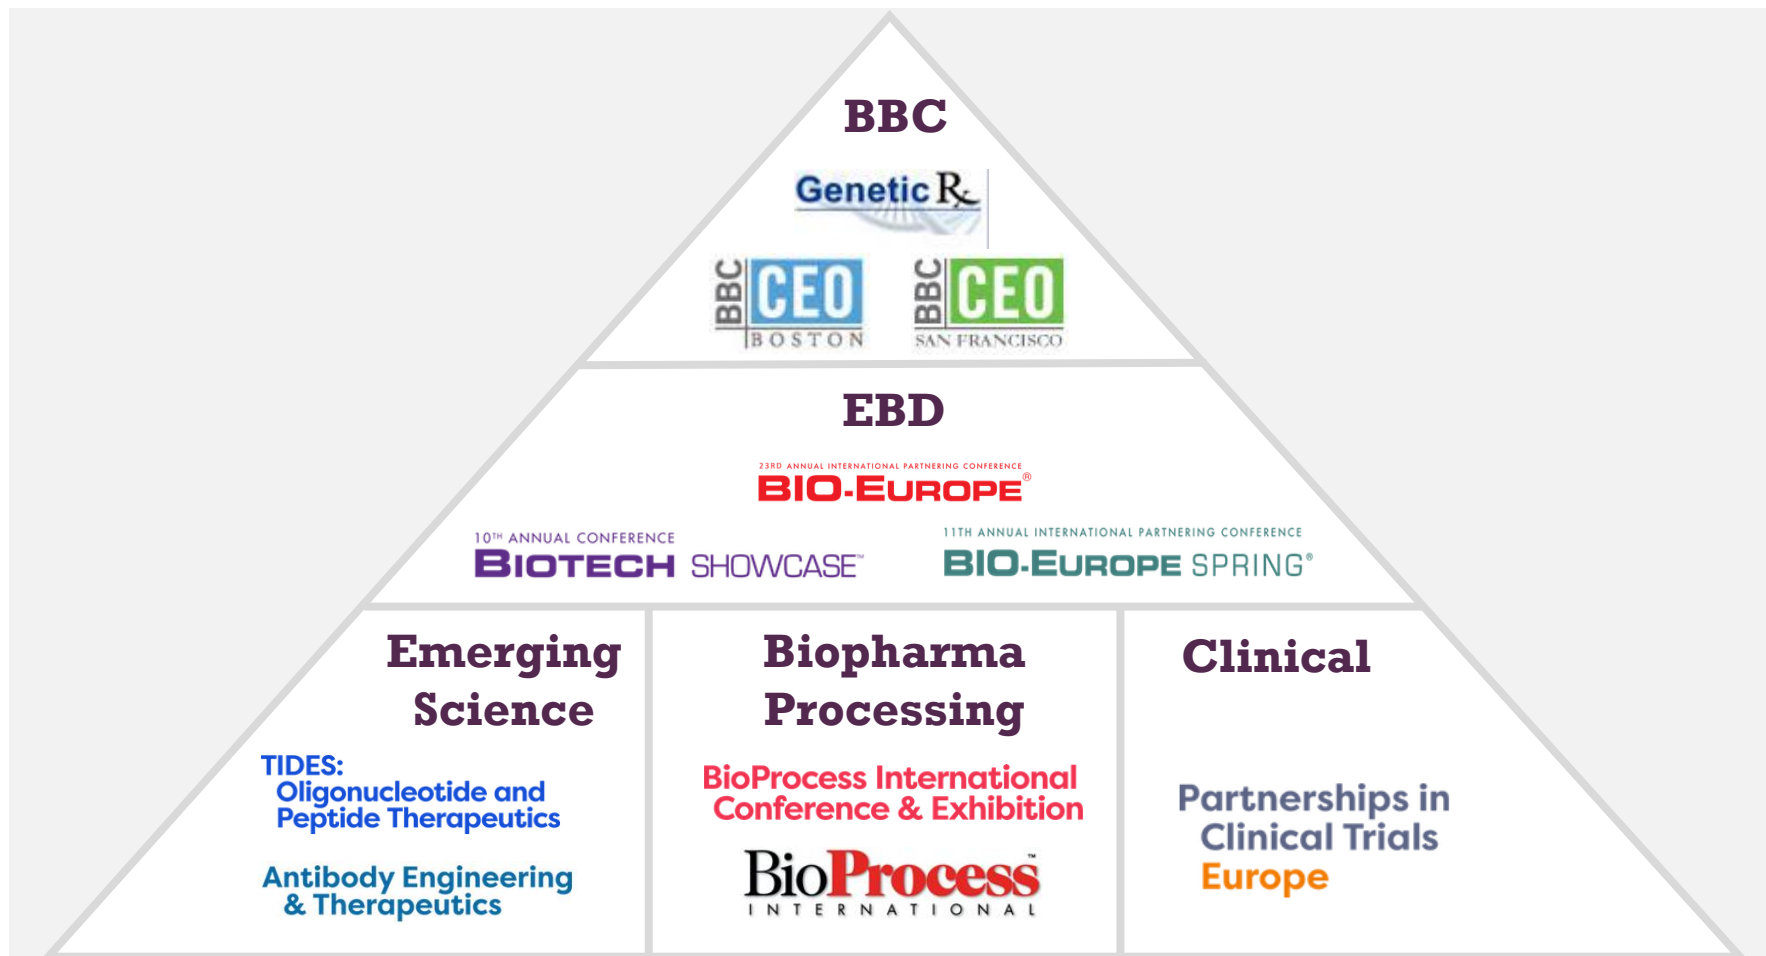 BBC
Genetic Rx
BBC CEO
BOSTON
BBC CEO
SAN FRANCISCO
EBD
23RD ANNUAL INTERNATIONAL PARTNERING CONFERENCE
BIO-EUROPE®
10TH ANNUAL CONFERENCE
BIOTECH SHOWCASE™
11TH ANNUAL INTERNATIONAL PARTNERING CONFERENCE
BIO-EUROPE SPRING®
Emerging
Science
TIDES:
Oligonucleotide and
Peptide Therapeutics
Antibody Engineering
& Therapeutics
Biopharma
Processing
BioProcess International
Conference & Exhibition
BioProcess™
INTERNATIONAL
Clinical
Partnerships in
Clinical Trials
Europe